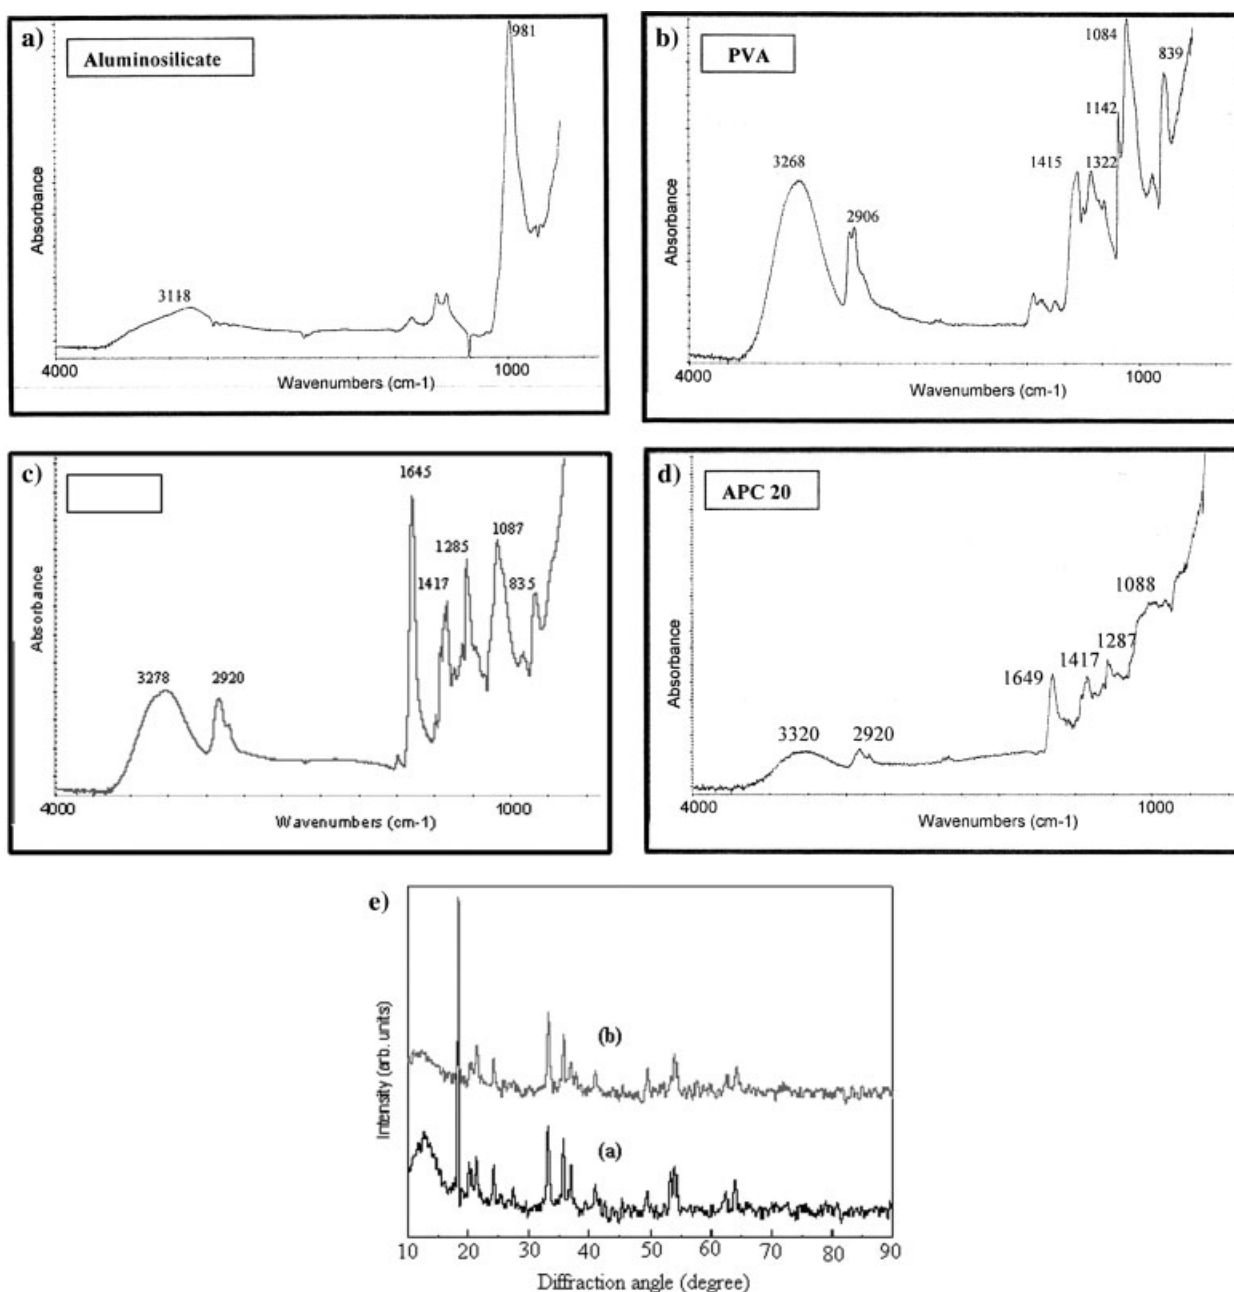 a)
Aluminosilicate
981
3118
Absorbance
4000
1000
Wavenumbers (cm-1)
b)
PVA
1084
839
1142
3268
1415
1322
2906
Absorbance
4000
1000
Wavenumbers (cm-1)
c)
1645
1285
1087
1417
835
3278
2920
Absorbance
4000
1000
Wavenumbers (cm-1)
d)
APC 20
1088
1287
1417
1649
3320
2920
Absorbance
4000
1000
Wavenumbers (cm-1)
e)
(b)
(a)
Intensity (arb. units)
10 20 30 40 50 60 70 80 90
Diffraction angle (degree)